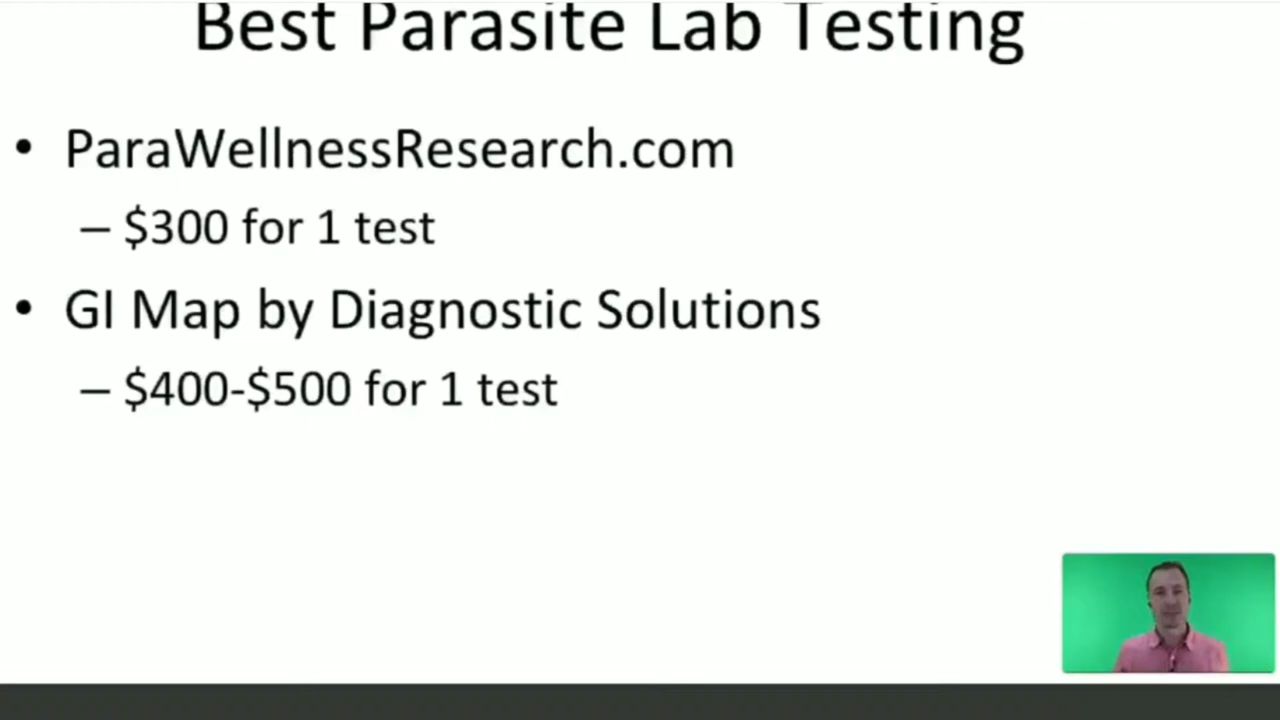 Best Parasite Lab Testing
• ParaWellnessResearch.com
– $300 for 1 test
• GI Map by Diagnostic Solutions
– $400-$500 for 1 test